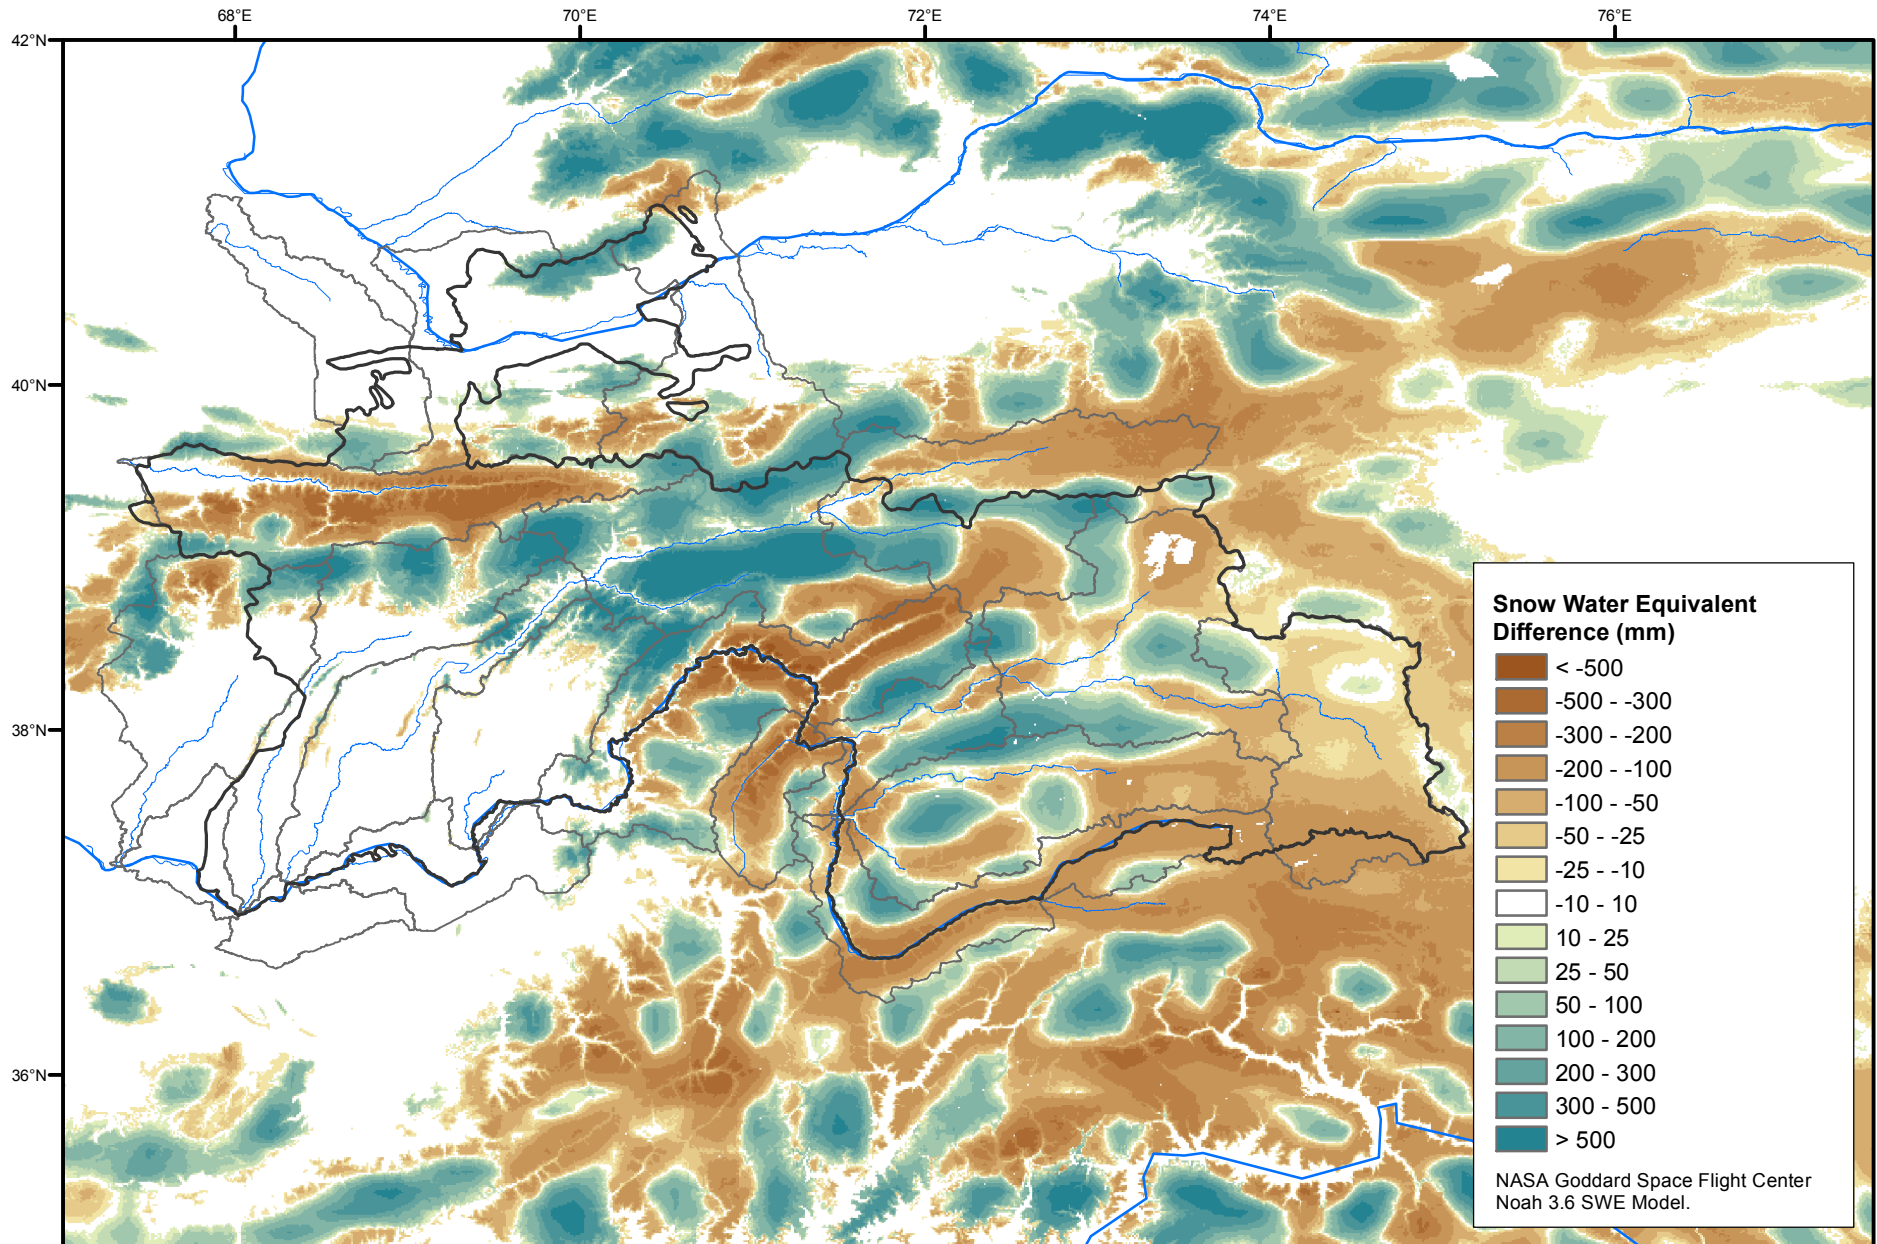 68°E
70°E
72°E
74°E
76°E
42°N
40°N
38°N
36°N
Snow Water Equivalent
Difference (mm)
< -500
-500 - -300
-300 - -200
-200 - -100
-100 - -50
-50 - -25
-25 - -10
-10 - 10
10 - 25
25 - 50
50 - 100
100 - 200
200 - 300
300 - 500
> 500
NASA Goddard Space Flight Center
Noah 3.6 SWE Model.